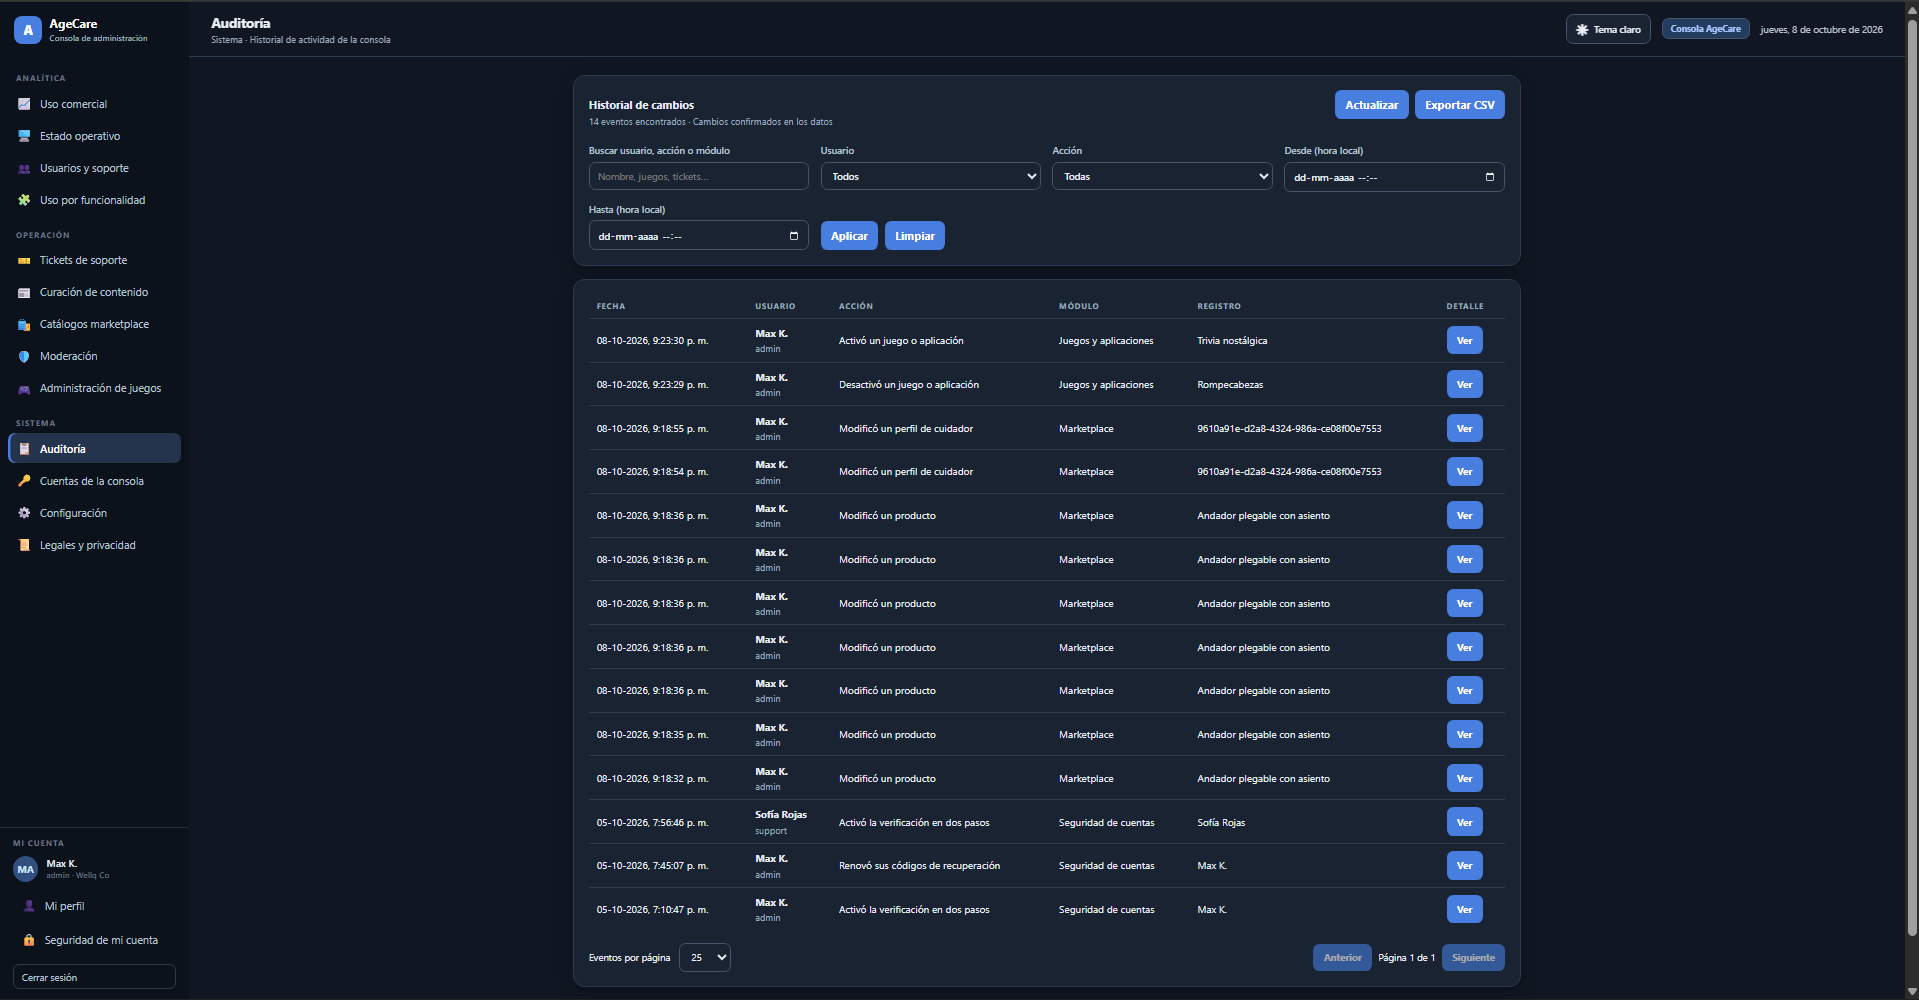 A
AgeCare
Consola de administración
ANALÍTICA
Uso comercial
Estado operativo
Usuarios y soporte
Uso por funcionalidad
OPERACIÓN
Tickets de soporte
Curación de contenido
Catálogos marketplace
Moderación
Administración de juegos
SISTEMA
Auditoría
Cuentas de la consola
Configuración
Legales y privacidad
MI CUENTA
MA
Max K.
admin · Wellq Co
Mi perfil
Seguridad de mi cuenta
Cerrar sesión
Auditoría
Sistema · Historial de actividad de la consola
Tema claro
Consola AgeCare
jueves, 8 de octubre de 2026
Historial de cambios
14 eventos encontrados · Cambios confirmados en los datos
Actualizar
Exportar CSV
Buscar usuario, acción o módulo
Usuario
Acción
Desde (hora local)
Nombre, juegos, tickets...
Todos
Todas
dd-mm-aaaa --:--
Hasta (hora local)
dd-mm-aaaa --:--
Aplicar
Limpiar
FECHA USUARIO ACCIÓN MÓDULO REGISTRO DETALLE
08-10-2026, 9:23:30 p. m. Max K. admin Activó un juego o aplicación Juegos y aplicaciones Trivia nostálgica Ver
08-10-2026, 9:23:29 p. m. Max K. admin Desactivó un juego o aplicación Juegos y aplicaciones Rompecabezas Ver
08-10-2026, 9:18:55 p. m. Max K. admin Modificó un perfil de cuidador Marketplace 9610a91e-d2a8-4324-986a-ce08f00e7553 Ver
08-10-2026, 9:18:54 p. m. Max K. admin Modificó un perfil de cuidador Marketplace 9610a91e-d2a8-4324-986a-ce08f00e7553 Ver
08-10-2026, 9:18:36 p. m. Max K. admin Modificó un producto Marketplace Andador plegable con asiento Ver
08-10-2026, 9:18:36 p. m. Max K. admin Modificó un producto Marketplace Andador plegable con asiento Ver
08-10-2026, 9:18:36 p. m. Max K. admin Modificó un producto Marketplace Andador plegable con asiento Ver
08-10-2026, 9:18:36 p. m. Max K. admin Modificó un producto Marketplace Andador plegable con asiento Ver
08-10-2026, 9:18:36 p. m. Max K. admin Modificó un producto Marketplace Andador plegable con asiento Ver
08-10-2026, 9:18:35 p. m. Max K. admin Modificó un producto Marketplace Andador plegable con asiento Ver
08-10-2026, 9:18:32 p. m. Max K. admin Modificó un producto Marketplace Andador plegable con asiento Ver
05-10-2026, 7:56:46 p. m. Sofía Rojas support Activó la verificación en dos pasos Seguridad de cuentas Sofía Rojas Ver
05-10-2026, 7:45:07 p. m. Max K. admin Renovó sus códigos de recuperación Seguridad de cuentas Max K. Ver
05-10-2026, 7:10:47 p. m. Max K. admin Activó la verificación en dos pasos Seguridad de cuentas Max K. Ver
Eventos por página 25
Anterior Página 1 de 1 Siguiente